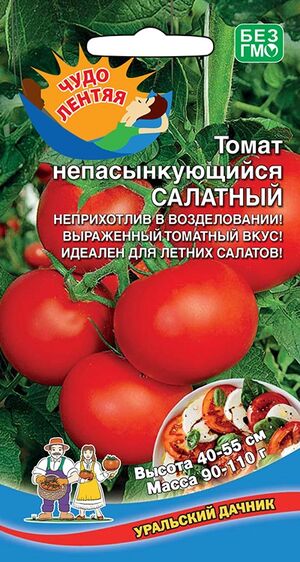 ЧУДО
ЛЕНТЯЯ
БЕЗ
ГМО
Томат
непасынкующийся
САЛАТНЫЙ
НЕПРИХОТЛИВ В ВОЗДЕЛОВАНИИ!
ВЫРАЖЕННЫЙ ТОМАТНЫЙ ВКУС!
ИДЕАЛЕН ДЛЯ ЛЕТНИХ САЛАТОВ!
Высота 40-55 см
Масса 90-110 г
УРАЛЬСКИЙ ДАЧНИК